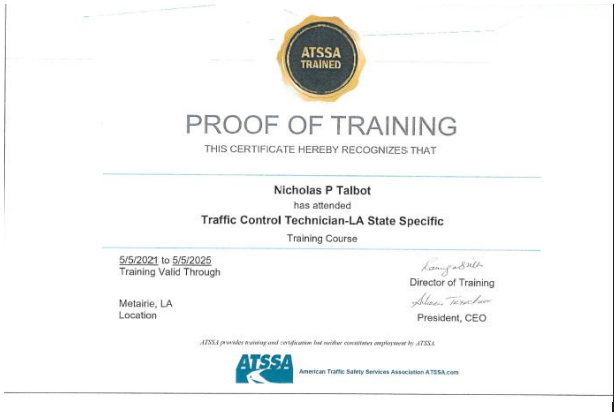 ATSSA
TRAINED
PROOF OF TRAINING
THIS CERTIFICATE HEREBY RECOGNIZES THAT
Nicholas P Talbot
has attended
Traffic Control Technician-LA State Specific
Training Course
5/5/2021 to 5/5/2025
Training Valid Through
Director of Training
Metairie, LA
Location
President, CEO
ATSSA provides training and certification but neither constitutes employment by ATSSA
ATSSA
American Traffic Safety Services Association ATSSA.com